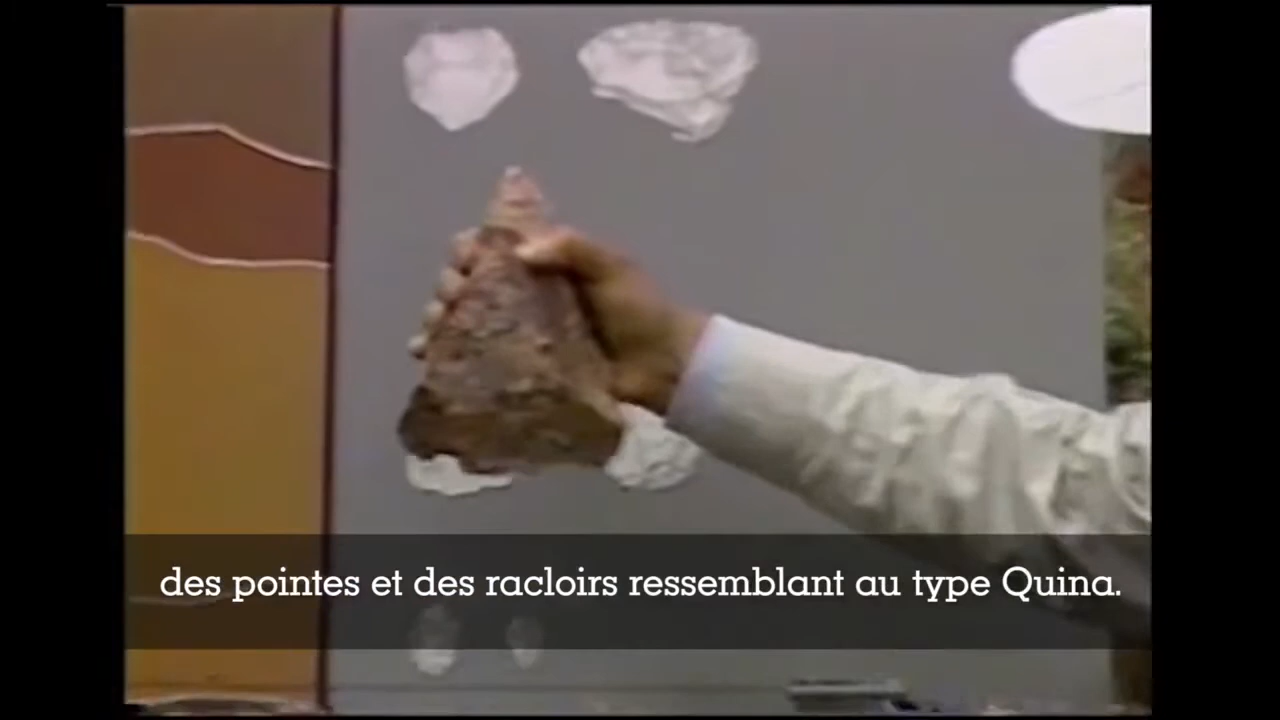 des pointes et des racloirs ressemblant au type Quina.